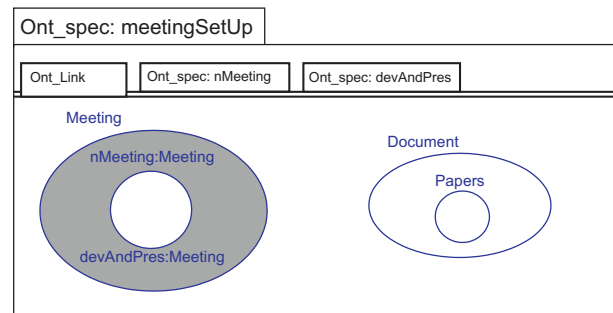 Ont_spec: meetingSetUp
Ont_Link
Ont_spec: nMeeting
Ont_spec: devAndPres
Meeting
nMeeting:Meeting
devAndPres:Meeting
Document
Papers